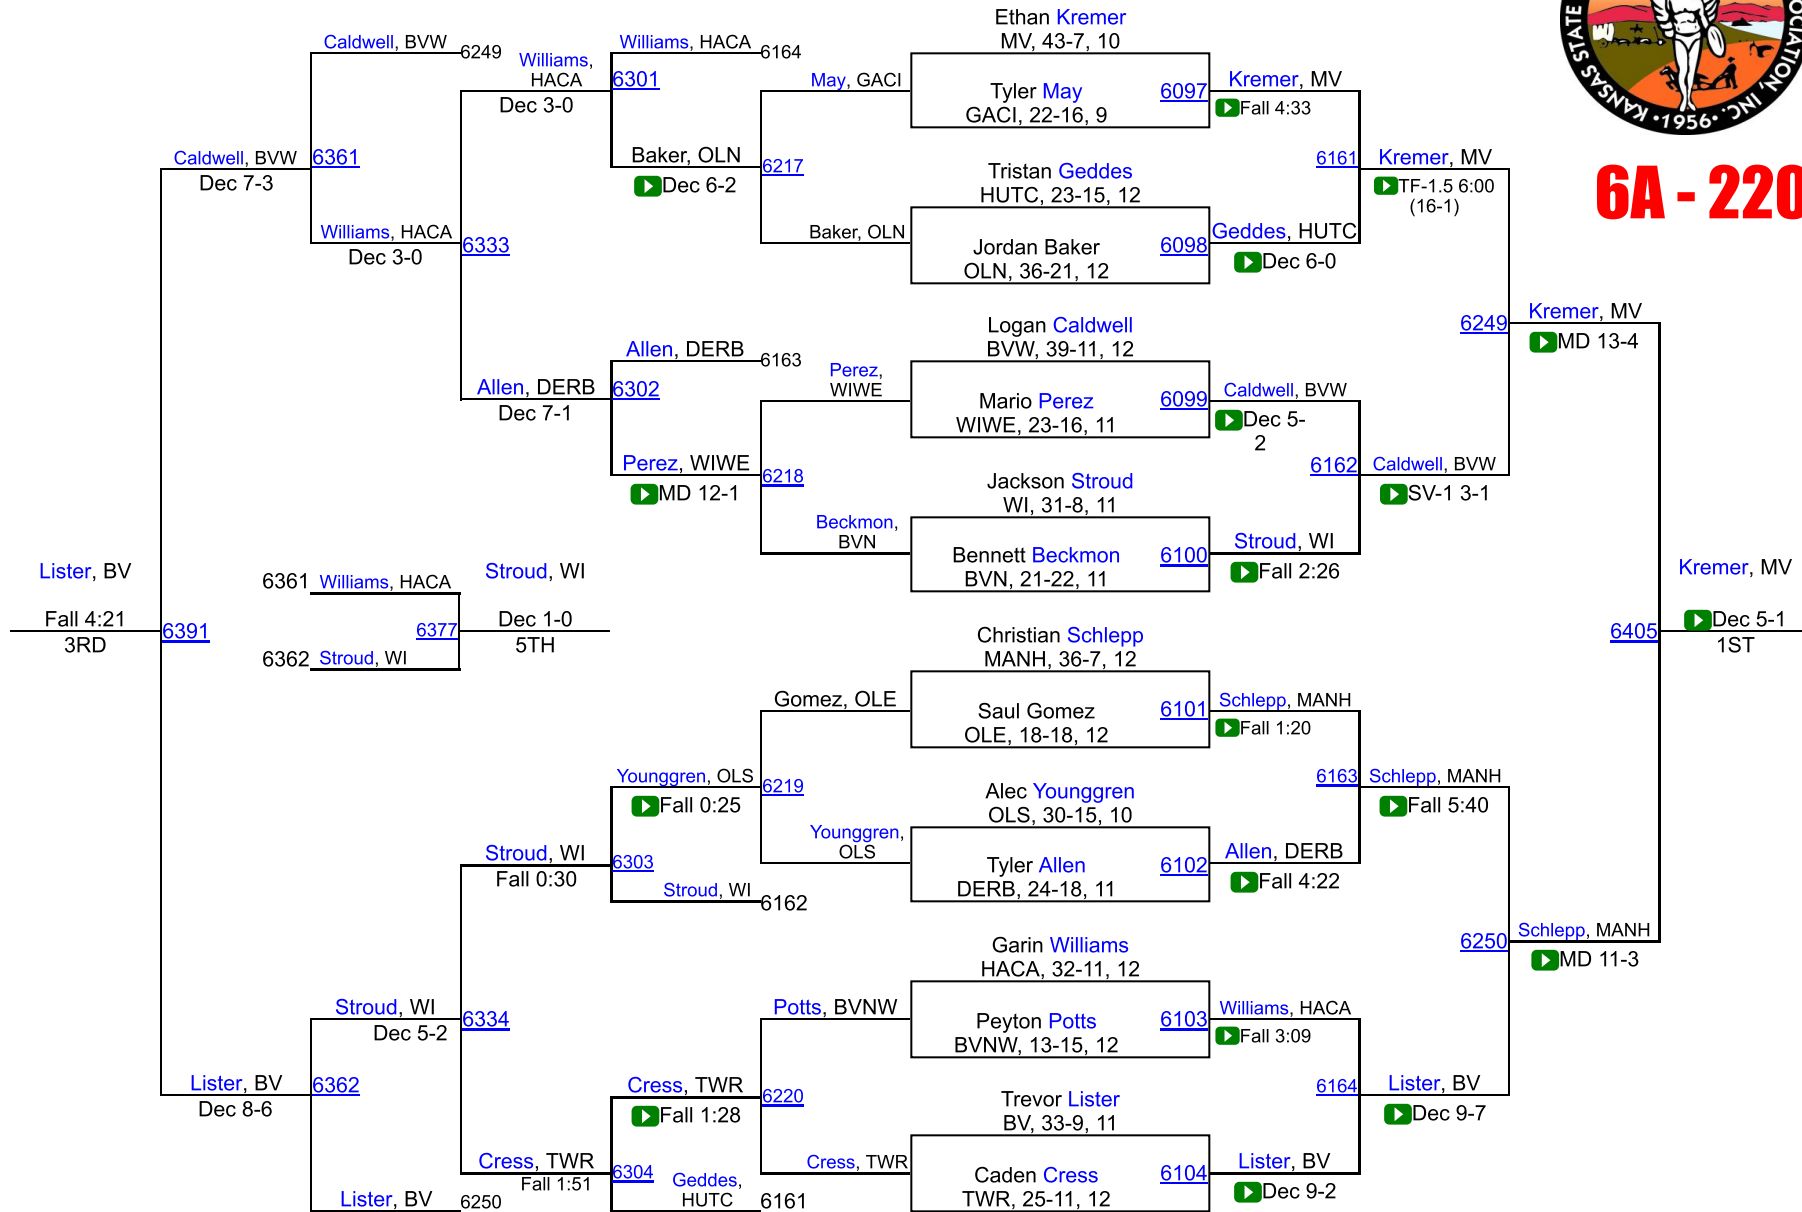 KANSAS STATE
OCIATION, INC.
•1956•
6A - 220
Ethan Kremer
MV, 43-7, 10
Tyler May
GACI, 22-16, 9
6097
Tristan Geddes
HUTC, 23-15, 12
Jordan Baker
OLN, 36-21, 12
6098
Logan Caldwell
BVW, 39-11, 12
Mario Perez
WIWE, 23-16, 11
6099
Jackson Stroud
WI, 31-8, 11
Bennett Beckmon
BVN, 21-22, 11
6100
Christian Schlepp
MANH, 36-7, 12
Saul Gomez
OLE, 18-18, 12
6101
Alec Younggren
OLS, 30-15, 10
Tyler Allen
DERB, 24-18, 11
6102
Garin Williams
HACA, 32-11, 12
Peyton Potts
BVNW, 13-15, 12
6103
Trevor Lister
BV, 33-9, 11
Caden Cress
TWR, 25-11, 12
6104
Kremer, MV
Fall 4:33
6161
Geddes, HUTC
Dec 6-0
Caldwell, BVW
Dec 5-
2
6162
Stroud, WI
Fall 2:26
Schlepp, MANH
Fall 1:20
6163
Allen, DERB
Fall 4:22
Williams, HACA
Fall 3:09
6164
Lister, BV
Dec 9-2
Kremer, MV
TF-1.5 6:00
(16-1)
6249
Caldwell, BVW
SV-1 3-1
Schlepp, MANH
Fall 5:40
6250
Lister, BV
Dec 9-7
Kremer, MV
MD 13-4
6405
Schlepp, MANH
MD 11-3
Kremer, MV
Dec 5-1
1ST
May, GACI
6217
Baker, OLN
Perez,
WIWE
6218
Beckmon,
BVN
Gomez, OLE
6219
Younggren,
OLS
Potts, BVNW
6220
Cress, TWR
Williams, HACA
6164
6301
Baker, OLN
Dec 6-2
Allen, DERB
6163
6302
Perez, WIWE
MD 12-1
Younggren, OLS
Fall 0:25
6303
Stroud, WI
6162
Cress, TWR
Fall 1:28
6304
Geddes,
HUTC
6161
Williams,
HACA
Dec 3-0
6333
Allen, DERB
Dec 7-1
Stroud, WI
Fall 0:30
6334
Cress, TWR
Fall 1:51
Caldwell, BVW
6249
6361
Williams, HACA
Dec 3-0
Stroud, WI
Dec 5-2
6362
Lister, BV
6250
Caldwell, BVW
Dec 7-3
6391
Lister, BV
Dec 8-6
Lister, BV
Fall 4:21
3RD
6361
Williams, HACA
6377
6362
Stroud, WI
Stroud, WI
Dec 1-0
5TH